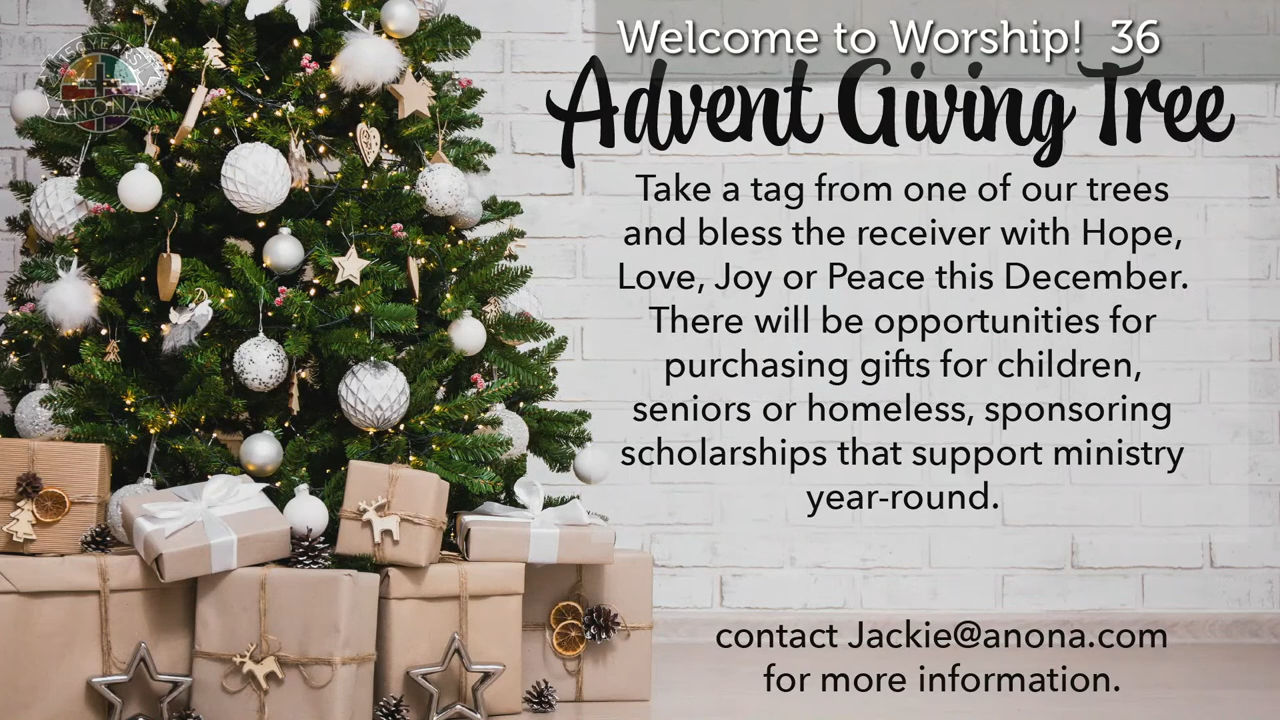 150 YEARS
ANONA
Welcome to Worship! 36
Advent Giving Tree
Take a tag from one of our trees
and bless the receiver with Hope,
Love, Joy or Peace this December.
There will be opportunities for
purchasing gifts for children,
seniors or homeless, sponsoring
scholarships that support ministry
year-round.
contact Jackie@anona.com
for more information.